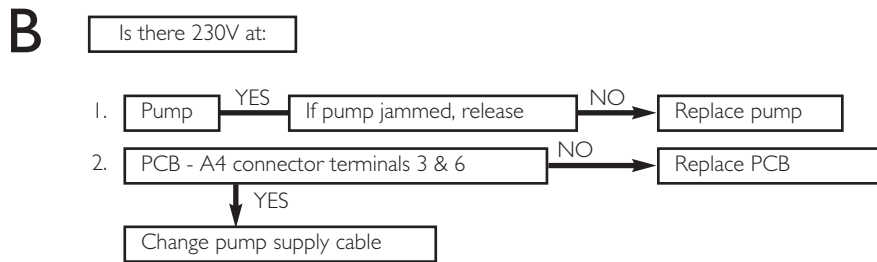 B Is there 230V at:
YES NO
1. Pump If pump jammed, release Replace pump
NO
2. PCB - A4 connector terminals 3 & 6 Replace PCB
YES
Change pump supply cable